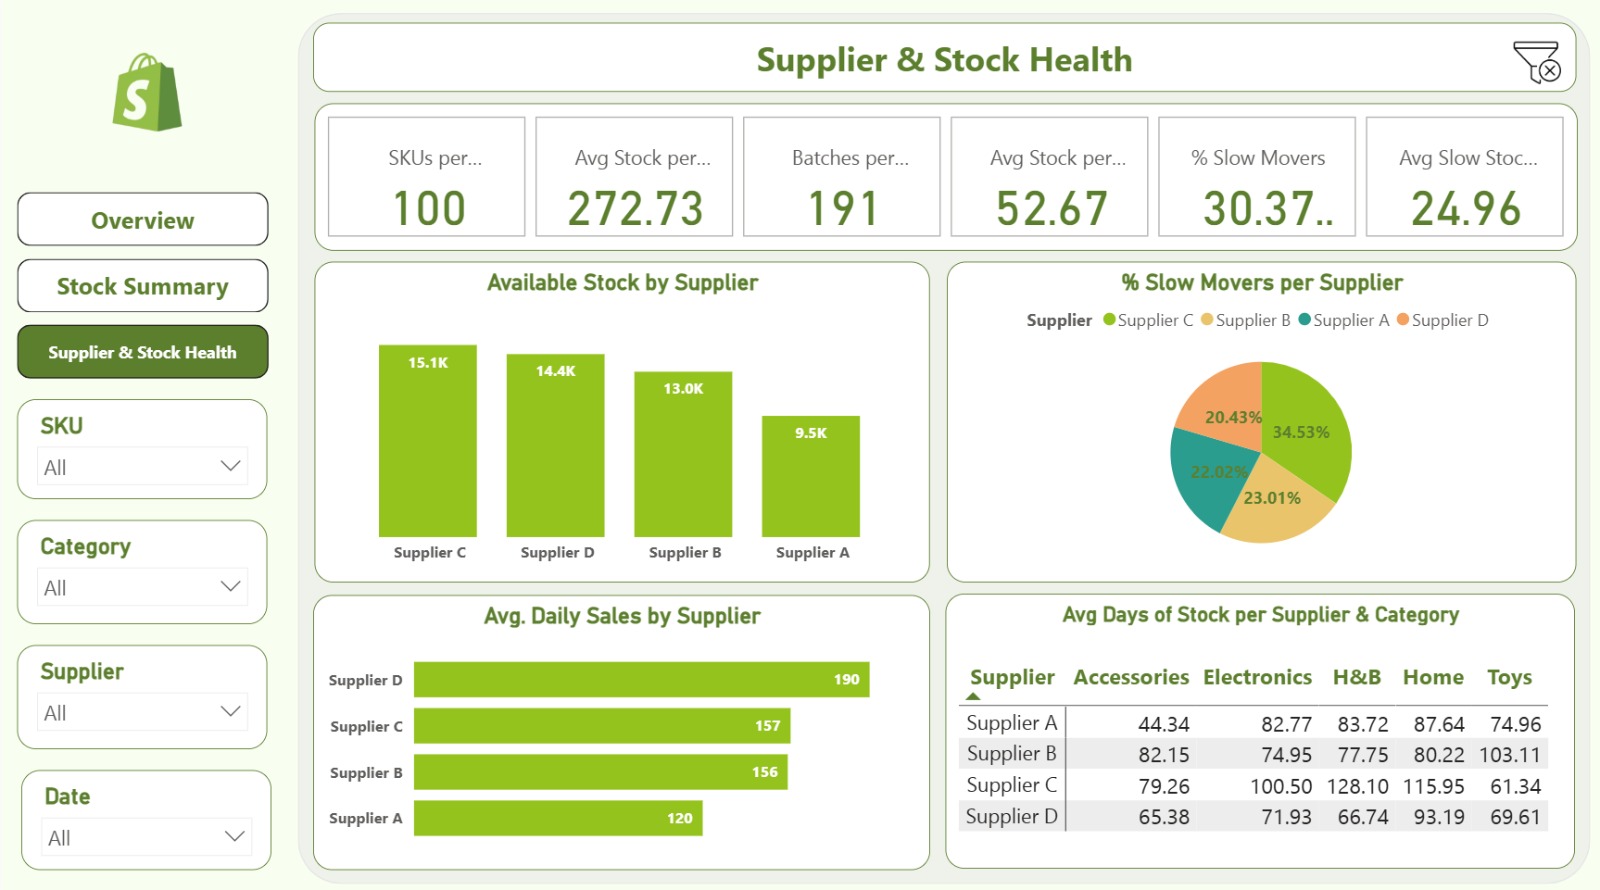 Supplier & Stock Health
S
SKUs per...
100
Avg Stock per...
272.73
Batches per...
191
Avg Stock per...
52.67
% Slow Movers
30.37..
Avg Slow Stoc...
24.96
Overview
Stock Summary
Supplier & Stock Health
SKU
All
Category
All
Supplier
All
Date
All
Available Stock by Supplier
15.1K
14.4K
13.0K
9.5K
Supplier C Supplier D Supplier B Supplier A
% Slow Movers per Supplier
Supplier Supplier C Supplier B Supplier A Supplier D
20.43%
34.53%
22.02%
23.01%
Avg. Daily Sales by Supplier
Supplier D 190
Supplier C 157
Supplier B 156
Supplier A 120
Avg Days of Stock per Supplier & Category
Supplier Accessories Electronics H&B Home Toys
Supplier A 44.34 82.77 83.72 87.64 74.96
Supplier B 82.15 74.95 77.75 80.22 103.11
Supplier C 79.26 100.50 128.10 115.95 61.34
Supplier D 65.38 71.93 66.74 93.19 69.61